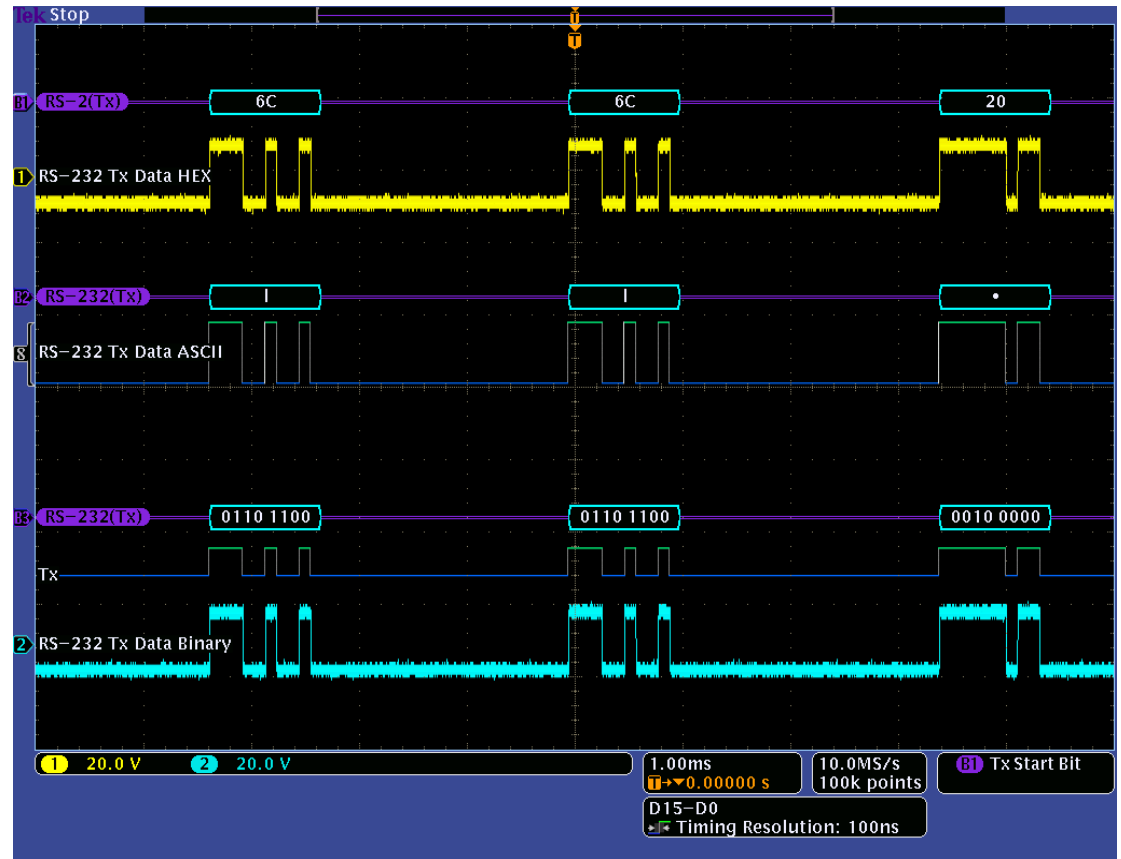 Tek Stop
T
T
B1 RS-2(Tx) 6C 6C 20
1 RS-232 Tx Data HEX
B2 RS-232(Tx) l l •
8 RS-232 Tx Data ASCII
B3 RS-232(Tx) 0110 1100 0110 1100 0010 0000
Tx
2 RS-232 Tx Data Binary
1 20.0 V 2 20.0 V 1.00ms 10.0MS/s B1 Tx Start Bit
T→▼0.00000 s 100k points
D15-D0
Timing Resolution: 100ns